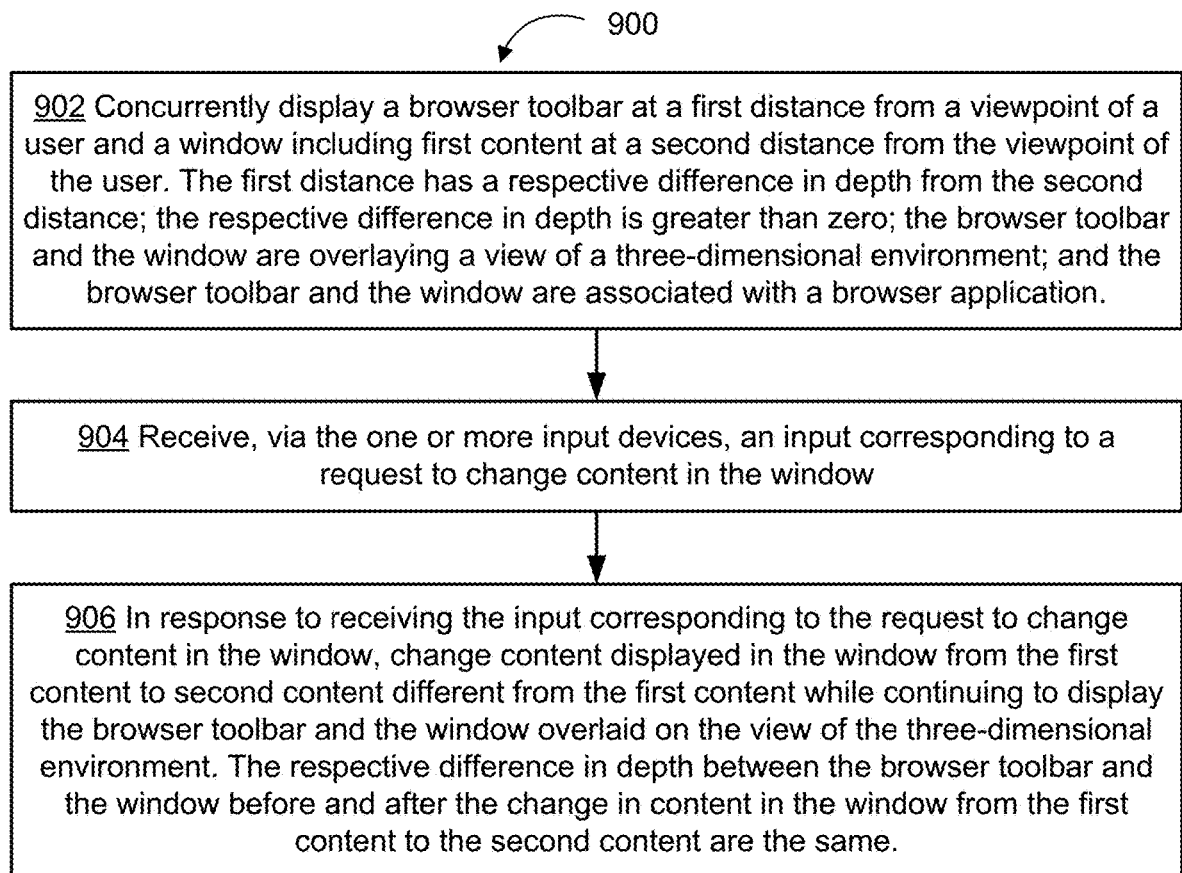 900
902 Concurrently display a browser toolbar at a first distance from a viewpoint of a
user and a window including first content at a second distance from the viewpoint of
the user. The first distance has a respective difference in depth from the second
distance; the respective difference in depth is greater than zero; the browser toolbar
and the window are overlaying a view of a three-dimensional environment; and the
browser toolbar and the window are associated with a browser application.
904 Receive, via the one or more input devices, an input corresponding to a
request to change content in the window
906 In response to receiving the input corresponding to the request to change
content in the window, change content displayed in the window from the first
content to second content different from the first content while continuing to display
the browser toolbar and the window overlaid on the view of the three-dimensional
environment. The respective difference in depth between the browser toolbar and
the window before and after the change in content in the window from the first
content to the second content are the same.